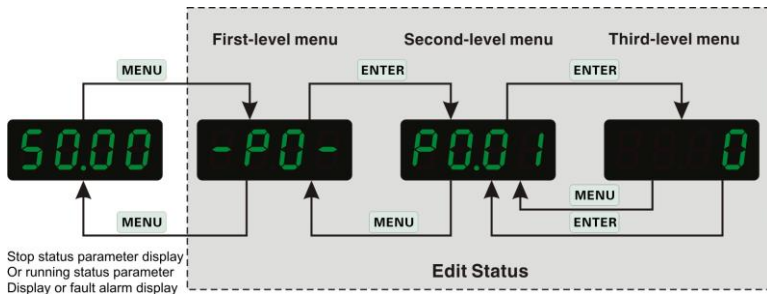 First-level menu
Second-level menu
Third-level menu
MENU
ENTER
ENTER
50.00
-P0-
P0.01
0
MENU
MENU
MENU
ENTER
Stop status parameter display
Or running status parameter
Display or fault alarm display
Edit Status